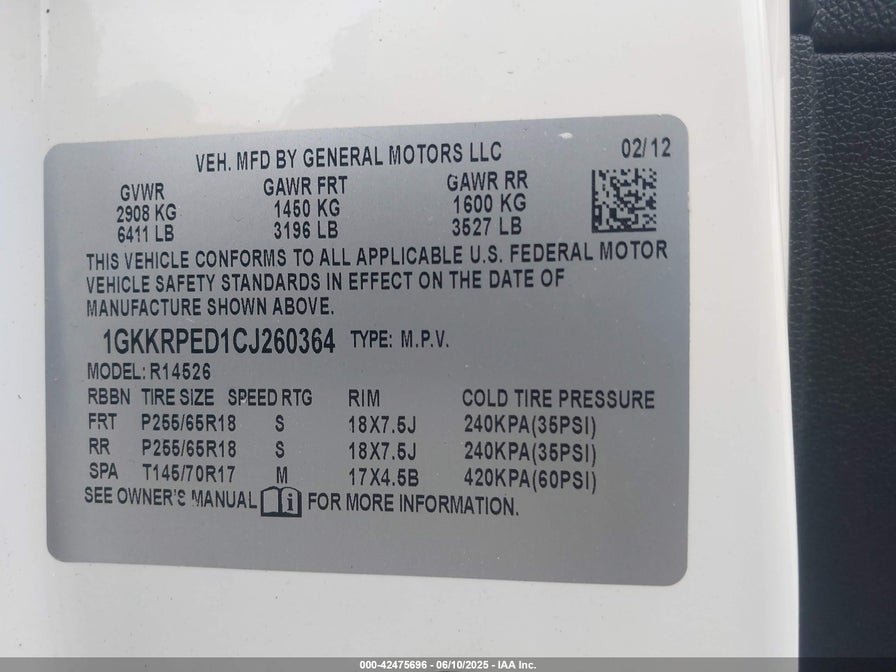 VEH. MFD BY GENERAL MOTORS LLC 02/12
GVWR GAWR FRT GAWR RR
2908 KG 1450 KG 1600 KG
6411 LB 3196 LB 3527 LB
THIS VEHICLE CONFORMS TO ALL APPLICABLE U.S. FEDERAL MOTOR
VEHICLE SAFETY STANDARDS IN EFFECT ON THE DATE OF
MANUFACTURE SHOWN ABOVE.
1GKKRPED1CJ260364 TYPE: M.P.V.
MODEL: R14526
RBBN TIRE SIZE SPEED RTG RIM COLD TIRE PRESSURE
FRT P255/65R18 S 18X7.5J 240KPA(35PSI)
RR P255/65R18 S 18X7.5J 240KPA(35PSI)
SPA T145/70R17 M 17X4.5B 420KPA(60PSI)
SEE OWNER'S MANUAL i FOR MORE INFORMATION.
000-42475696 - 06/10/2025 - IAA Inc.